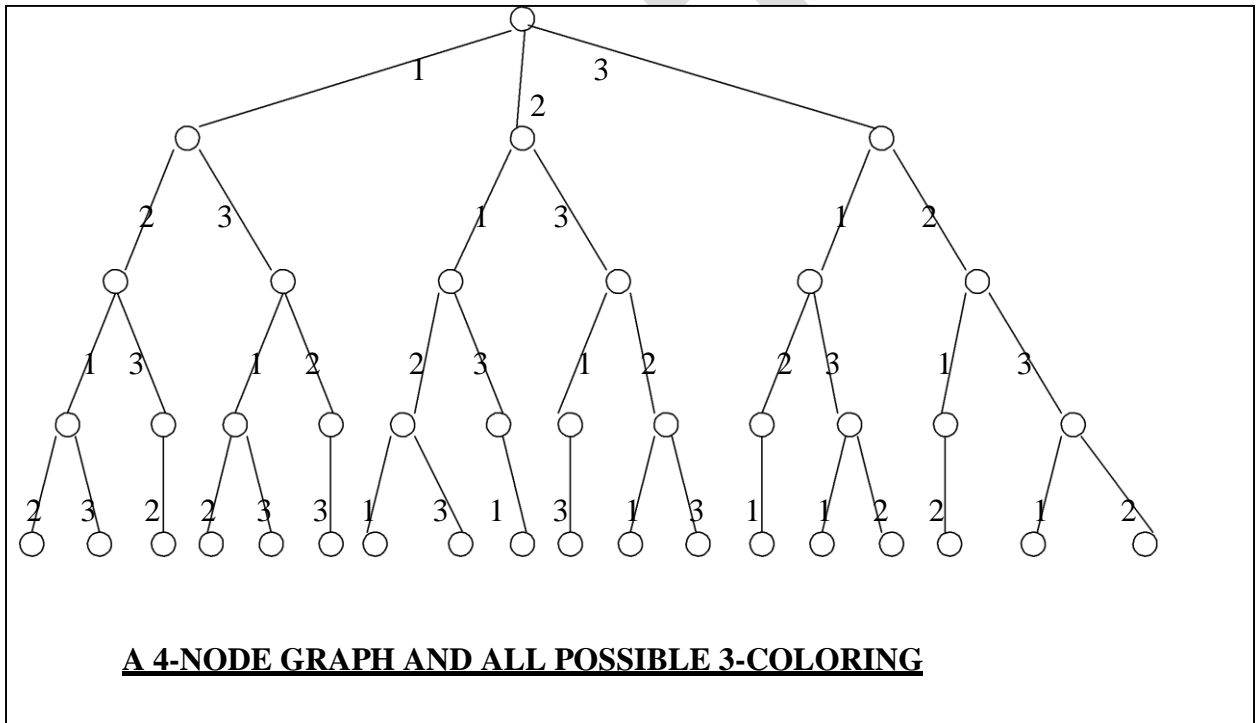 1 3
2
2 3 1 3 1 2
1 3 1 2 2 3 1 2 2 3 1 3
2 3 2 2 3 3 1 3 1 3 1 3 1 1 2 2 1 2
A 4-NODE GRAPH AND ALL POSSIBLE 3-COLORING